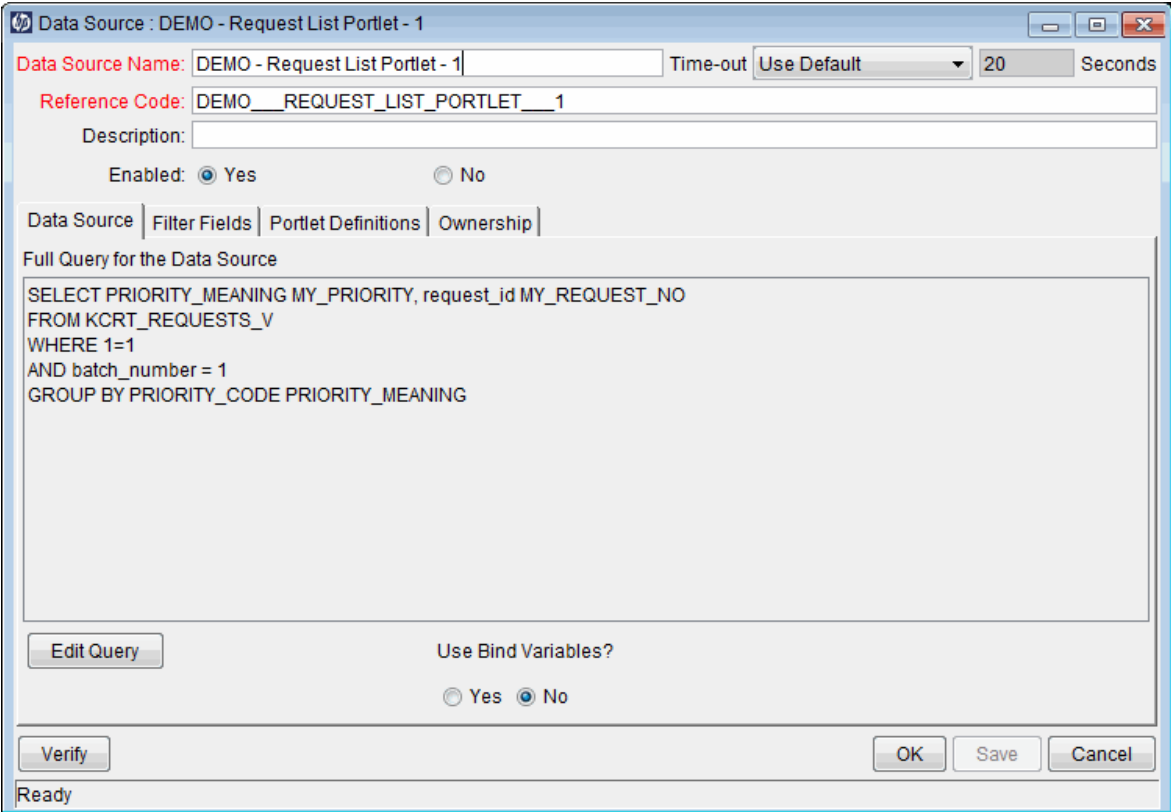 Data Source : DEMO - Request List Portlet - 1
Data Source Name: DEMO - Request List Portlet - 1 Time-out Use Default 20 Seconds
Reference Code: DEMO___REQUEST_LIST_PORTLET___1
Description:
Enabled: Yes No
Data Source Filter Fields Portlet Definitions Ownership
Full Query for the Data Source
SELECT PRIORITY_MEANING MY_PRIORITY, request_id MY_REQUEST_NO
FROM KCRT_REQUESTS_V
WHERE 1=1
AND batch_number = 1
GROUP BY PRIORITY_CODE PRIORITY_MEANING
Edit Query Use Bind Variables?
Yes No
Verify OK Save Cancel
Ready